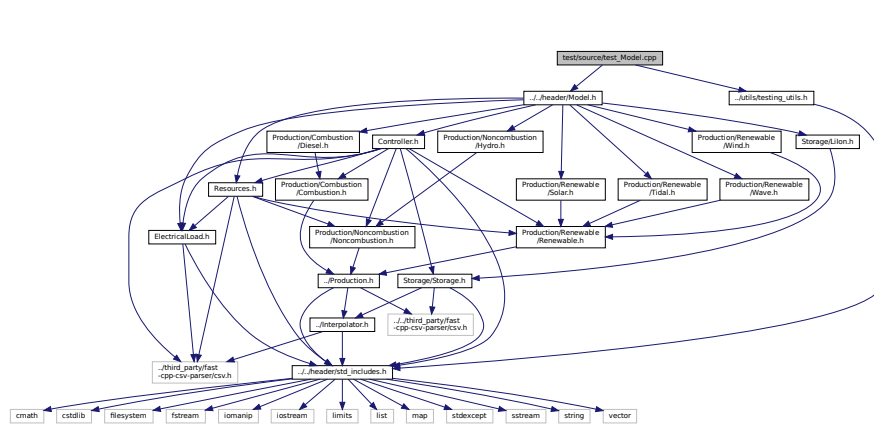 test/source/test_Model.cpp
../../header/Model.h
../utils/testing_utils.h
Production/Combustion
/Diesel.h
Controller.h
Production/Noncombustion
/Hydro.h
Production/Renewable
/Wind.h
Storage/LiIon.h
Resources.h
Production/Combustion
/Combustion.h
Production/Renewable
/Solar.h
Production/Renewable
/Tidal.h
Production/Renewable
/Wave.h
ElectricalLoad.h
Production/Noncombustion
/Noncombustion.h
Production/Renewable
/Renewable.h
../Production.h
Storage/Storage.h
../Interpolator.h
../../third_party/fast
-cpp-csv-parser/csv.h
../third_party/fast
-cpp-csv-parser/csv.h
../../header/std_includes.h
cmath
cstdlib
filesystem
fstream
iomanip
iostream
limits
list
map
stdexcept
sstream
string
vector